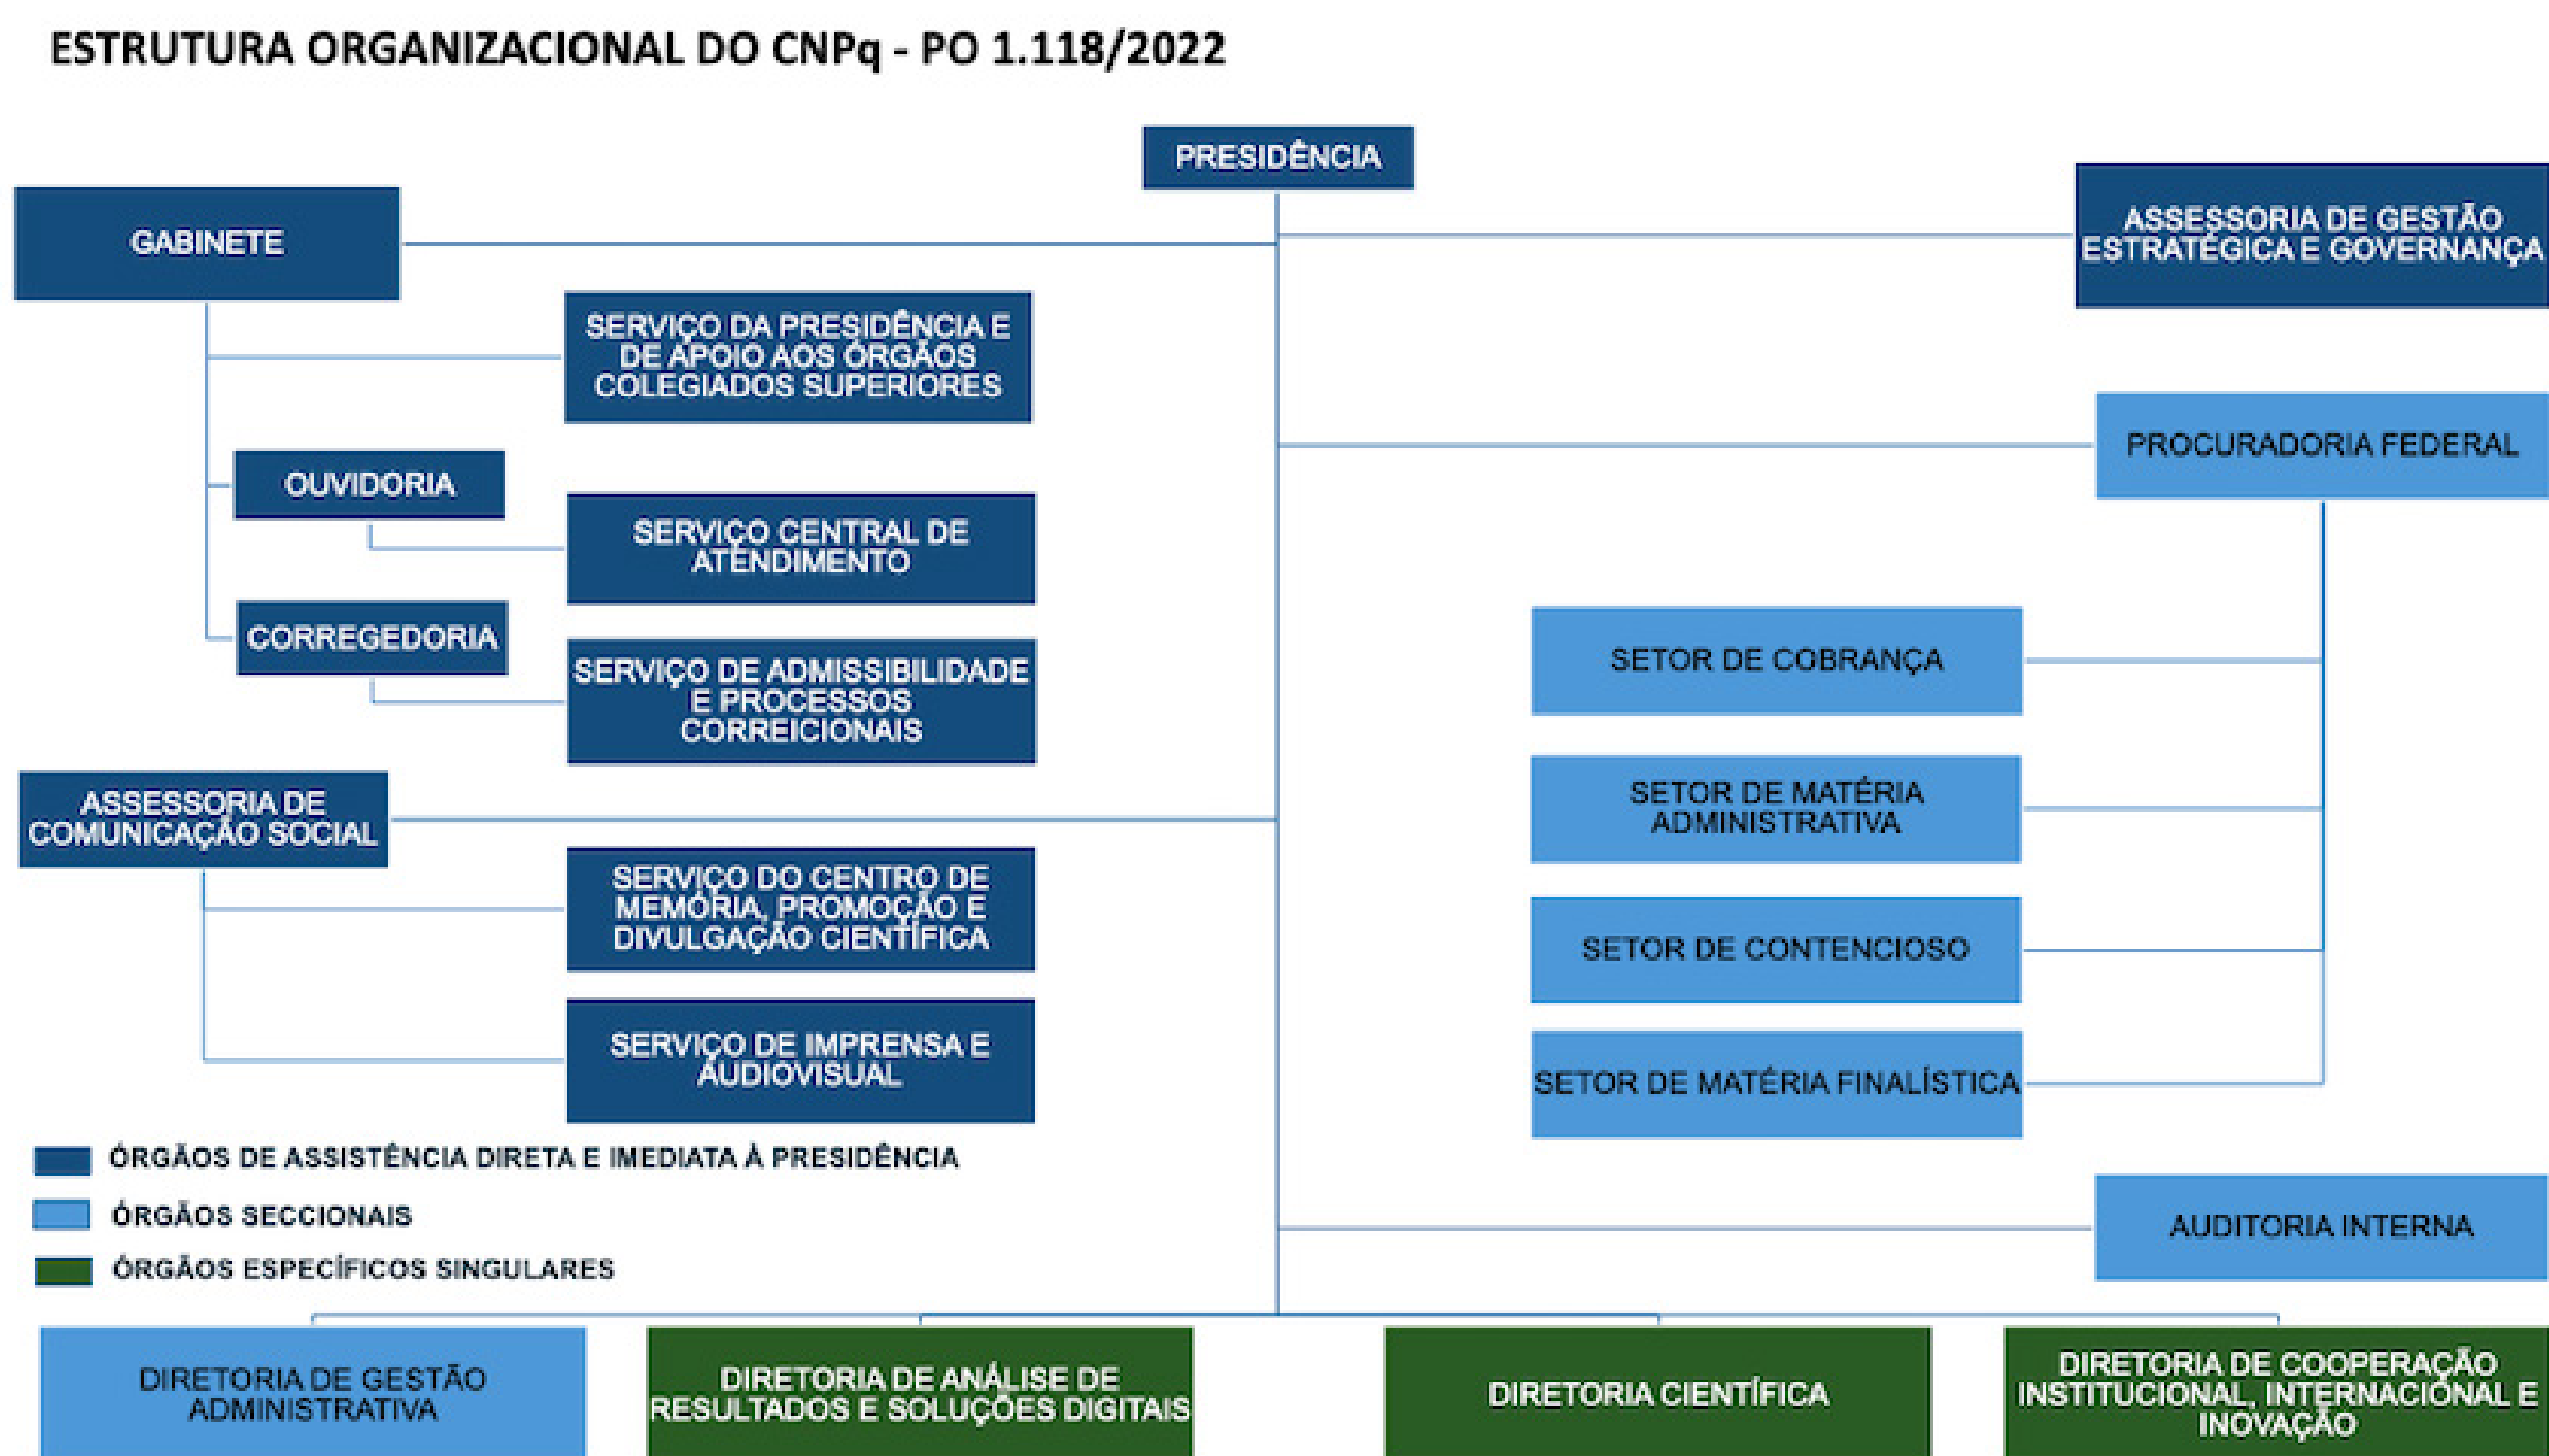 ESTRUTURA ORGANIZACIONAL DO CNPq - PO 1.118/2022
PRESIDÊNCIA
GABINETE
ASSESSORIA DE GESTÃO
ESTRATÉGICA E GOVERNANÇA
SERVIÇO DA PRESIDÊNCIA E
DE APOIO AOS ÓRGÃOS
COLEGIADOS SUPERIORES
PROCURADORIA FEDERAL
OUVIDORIA
SERVIÇO CENTRAL DE
ATENDIMENTO
CORREGEDORIA
SERVIÇO DE ADMISSIBILIDADE
E PROCESSOS
CORREICIONAIS
SETOR DE COBRANÇA
SETOR DE MATÉRIA
ADMINISTRATIVA
ASSESSORIA DE
COMUNICAÇÃO SOCIAL
SERVIÇO DO CENTRO DE
MEMÓRIA, PROMOÇÃO E
DIVULGAÇÃO CIENTÍFICA
SETOR DE CONTENCIOSO
SERVIÇO DE IMPRENSA E
AUDIOVISUAL
SETOR DE MATÉRIA FINALÍSTICA
ÓRGÃOS DE ASSISTÊNCIA DIRETA E IMEDIATA À PRESIDÊNCIA
ÓRGÃOS SECCIONAIS
ÓRGÃOS ESPECÍFICOS SINGULARES
AUDITORIA INTERNA
DIRETORIA DE GESTÃO
ADMINISTRATIVA
DIRETORIA DE ANÁLISE DE
RESULTADOS E SOLUÇÕES DIGITAIS
DIRETORIA CIENTÍFICA
DIRETORIA DE COOPERAÇÃO
INSTITUCIONAL, INTERNACIONAL E
INOVAÇÃO